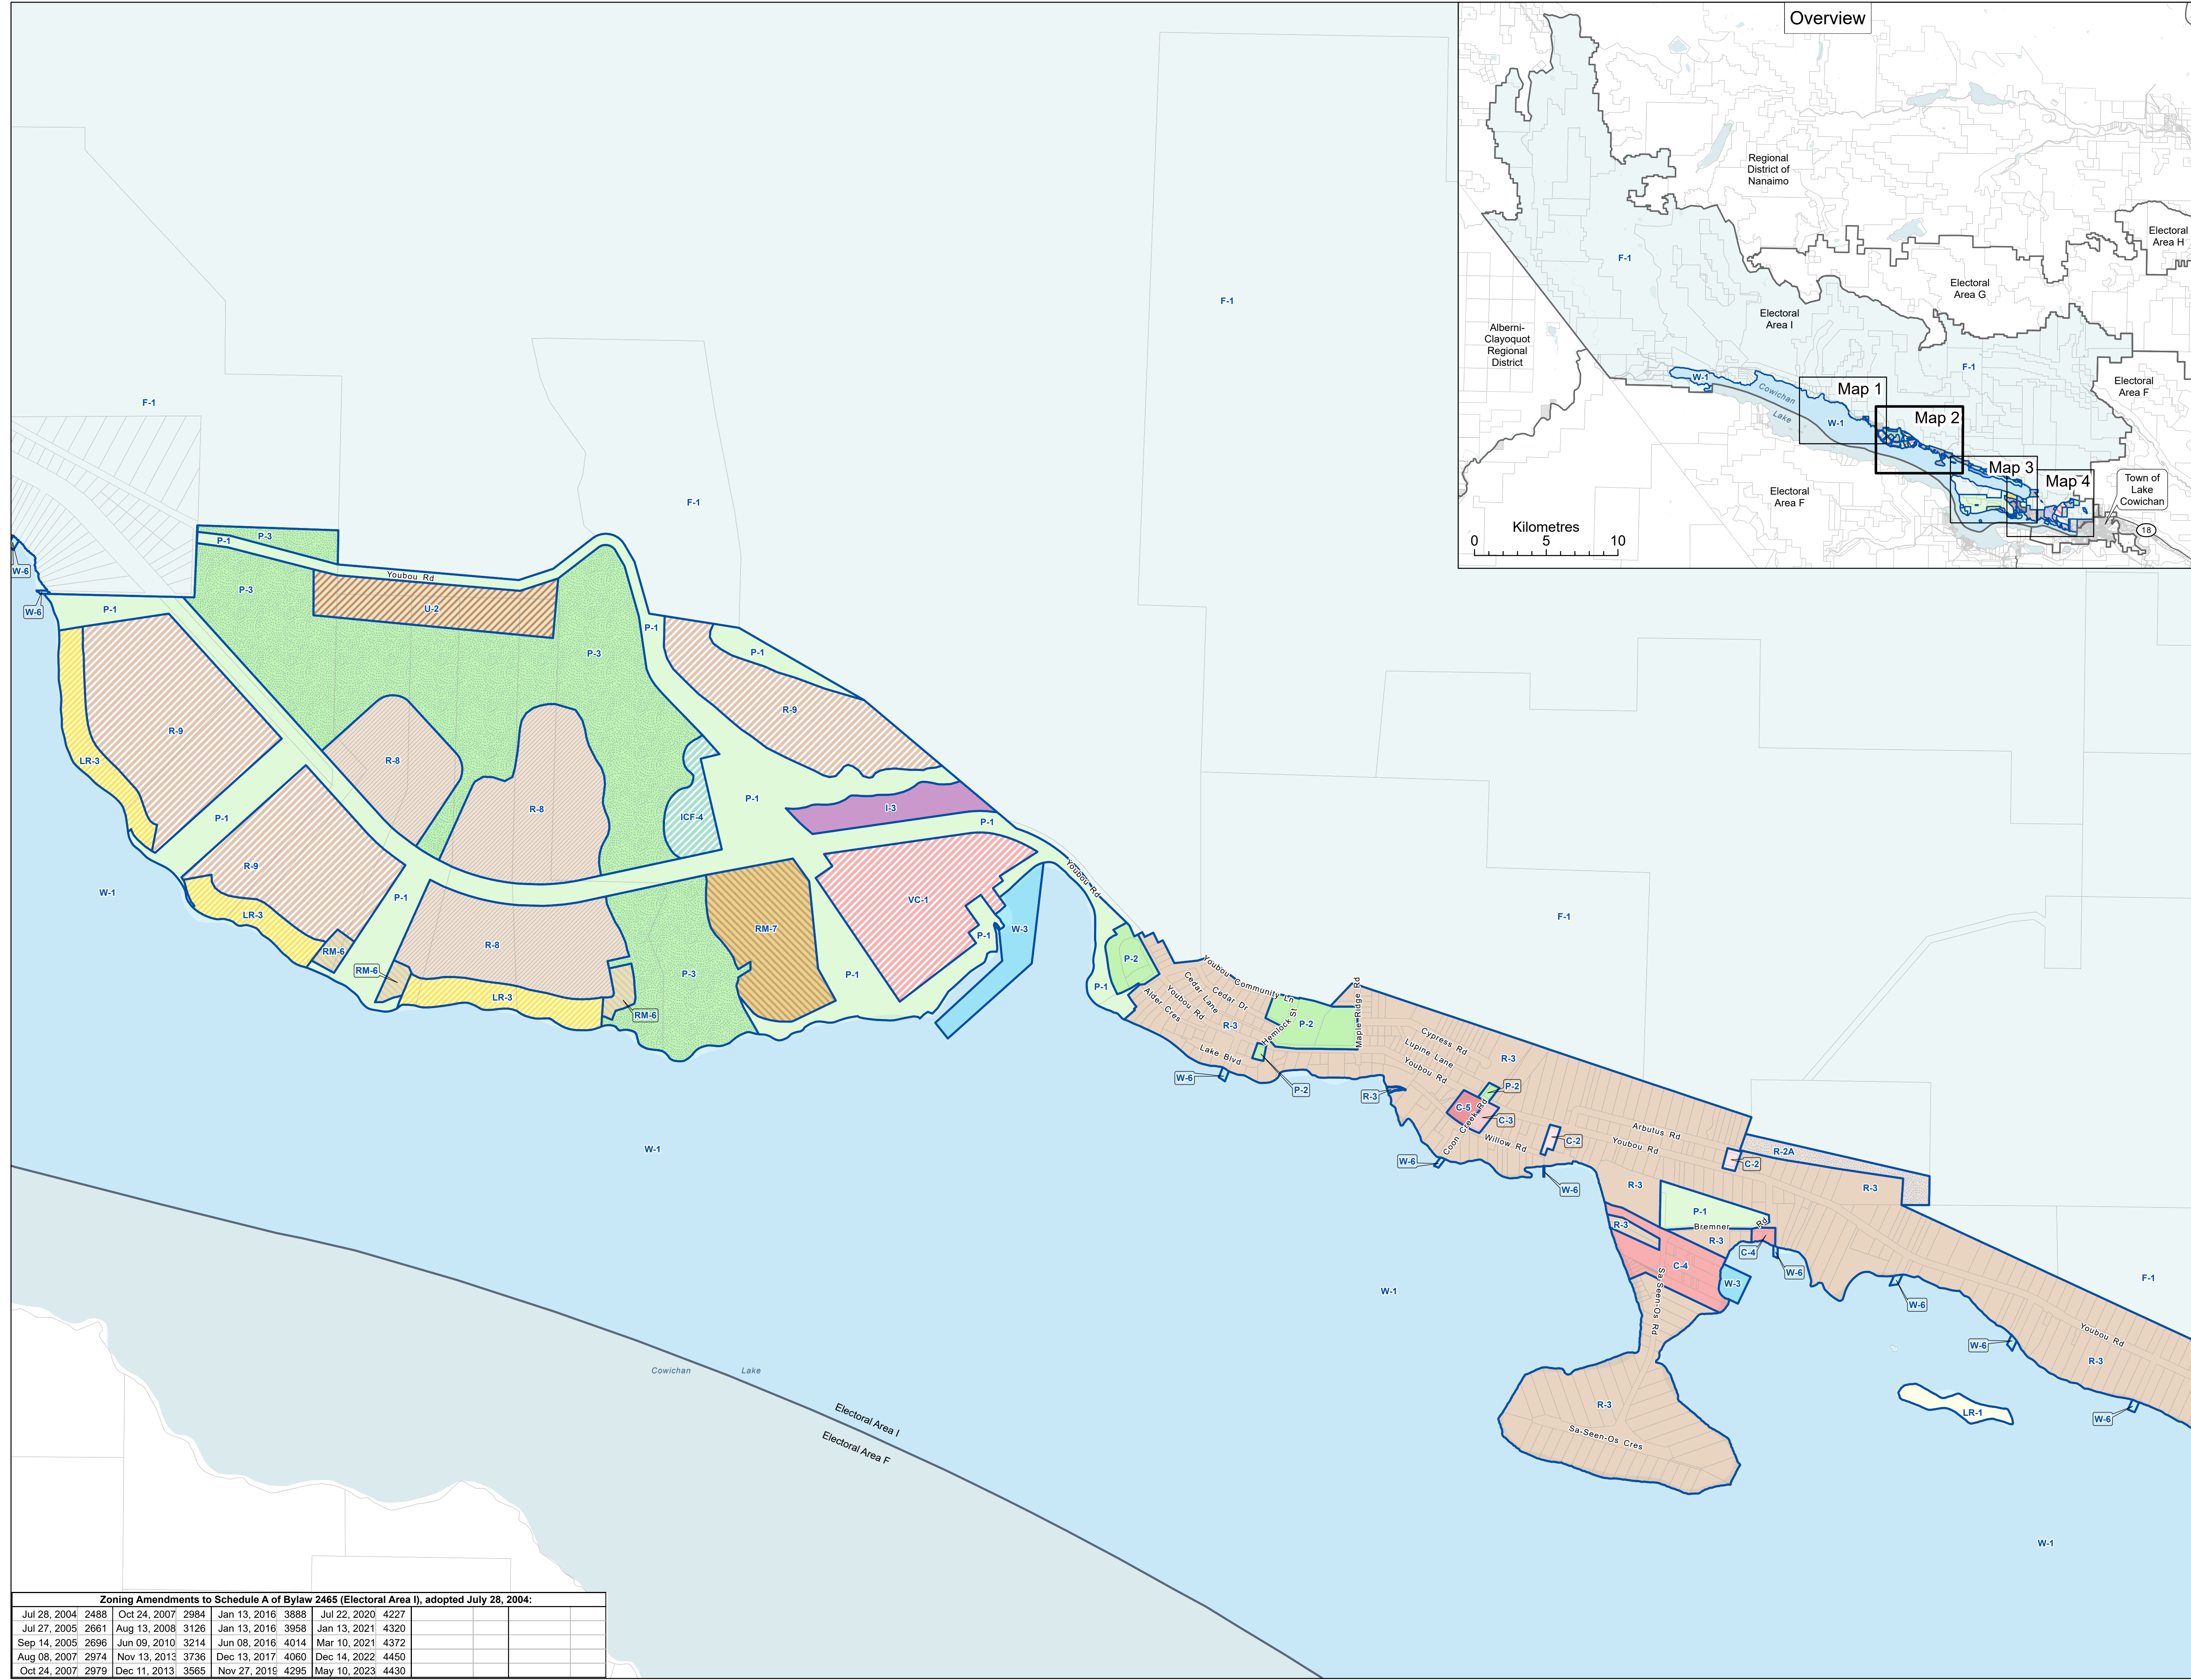 Overview
Regional
District of
Nanaimo
Electoral
Area H
F-1
Electoral
Area G
Electoral
Area I
Alberni-
Clayoquot
Regional
District
F-1
Electoral
Area F
W-1
Cowichan
Lake
W-1
Map 1
Map 2
Map 3
Map 4
Town of
Lake
Cowichan
18
Electoral
Area F
Kilometres
0 5 10
F-1
F-1
F-1
P-3
P-1
Youbou Rd
W-6
W-6
P-1
P-3
U-2
P-3
P-1
P-1
R-9
R-9
LR-3
R-8
R-8
P-1
ICF-4
P-1
I-3
P-1
R-9
W-1
LR-3
P-1
R-8
RM-6
RM-6
LR-3
RM-6
P-3
RM-7
VC-1
P-1
P-1
W-3
Youbou Rd
F-1
P-2
P-1
Youbou Community Ln
Cedar Lane
Cedar Dr
Youbou Rd
Alder Cres
R-3
Hemlock St
P-2
Maple Ridge Rd
Lake Blvd
W-6
P-2
Cypress Rd
Lupine Lane
Youbou Rd
R-3
R-3
P-2
C-5
C-3
Coon Creek Rd
Willow Rd
C-2
W-6
W-6
Arbutus Rd
Youbou Rd
C-2
R-2A
R-3
R-3
P-1
Bremner Rd
R-3
R-3
C-4
C-4
W-6
W-3
Sa-Seen-Os Rd
W-6
F-1
Youbou Rd
W-6
R-3
R-3
Sa-Seen-Os Cres
LR-1
W-6
W-1
W-1
W-1
Cowichan Lake
Electoral Area I
Electoral Area F
Zoning Amendments to Schedule A of Bylaw 2465 (Electoral Area I), adopted July 28, 2004:
Jul 28, 2004 2488 Oct 24, 2007 2984 Jan 13, 2016 3888 Jul 22, 2020 4227
Jul 27, 2005 2661 Aug 13, 2008 3126 Jan 13, 2016 3958 Jan 13, 2021 4320
Sep 14, 2005 2696 Jun 09, 2010 3214 Jun 08, 2016 4014 Mar 10, 2021 4372
Aug 08, 2007 2974 Nov 13, 2013 3736 Dec 13, 2017 4060 Dec 14, 2022 4450
Oct 24, 2007 2979 Dec 11, 2013 3565 Nov 27, 2019 4295 May 10, 2023 4430